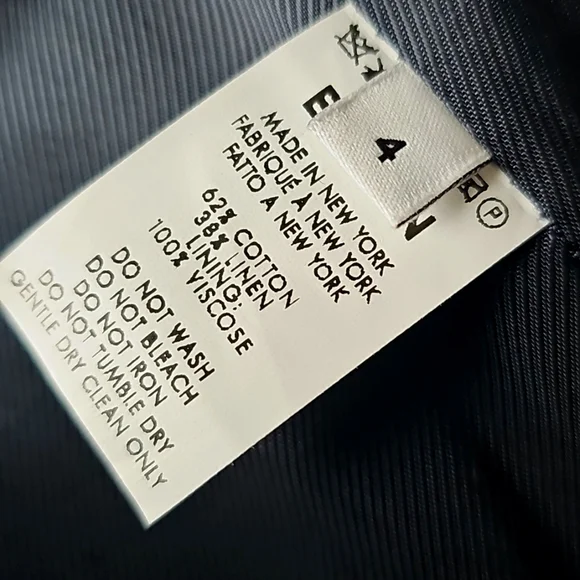 4
MADE IN NEW YORK
FABRIQUÉ À NEW YORK
FATTO A NEW YORK
62% COTTON
38% LINEN
LINING:
100% VISCOSE
DO NOT WASH
DO NOT BLEACH
DO NOT IRON
DO NOT TUMBLE DRY
GENTLE DRY CLEAN ONLY
P